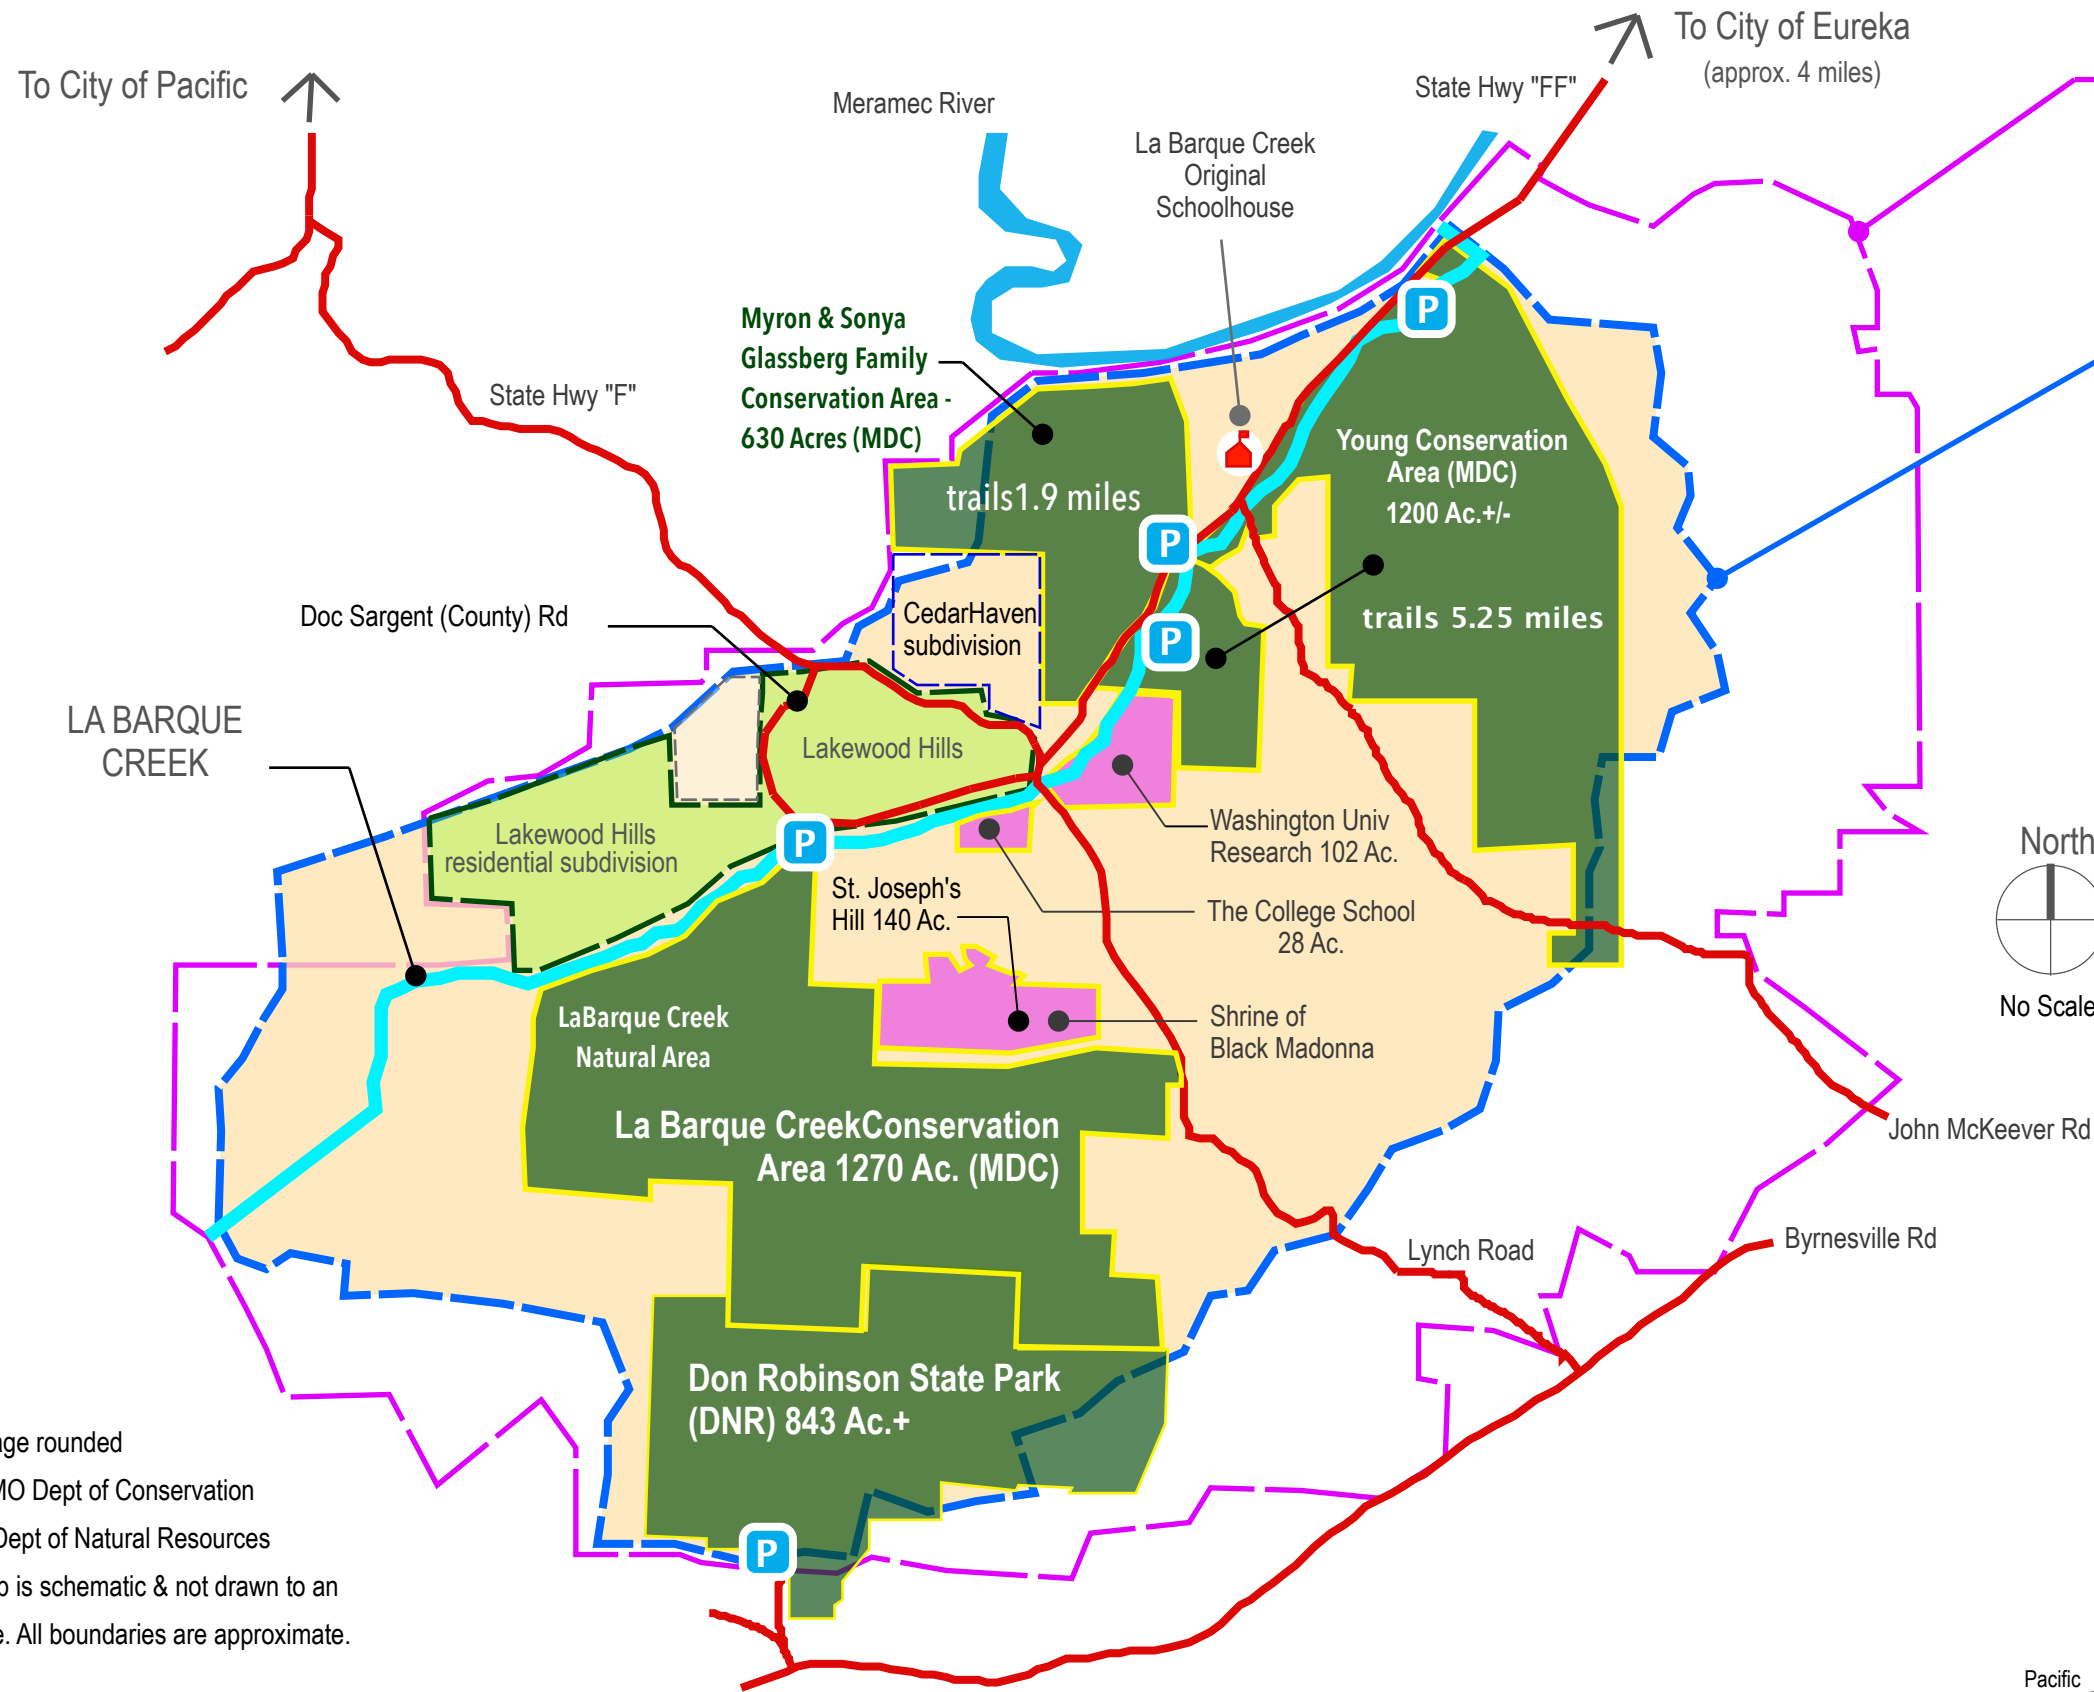 To City of Pacific
To City of Eureka
(approx. 4 miles)
State Hwy "FF"
Meramec River
La Barque Creek
Original
Schoolhouse
Myron & Sonya
Glassberg Family
Conservation Area -
630 Acres (MDC)
State Hwy "F"
Young Conservation
Area (MDC)
1200 Ac.+/-
trails1.9 miles
P
P
P
Doc Sargent (County) Rd
CedarHaven
subdivision
trails 5.25 miles
LA BARQUE
CREEK
Lakewood Hills
Lakewood Hills
residential subdivision
P
Washington Univ
Research 102 Ac.
North
St. Joseph's
Hill 140 Ac.
The College School
28 Ac.
No Scale
LaBarque Creek
Natural Area
Shrine of
Black Madonna
La Barque CreekConservation
Area 1270 Ac. (MDC)
John McKeever Rd
Lynch Road
Byrnesville Rd
Don Robinson State Park
(DNR) 843 Ac.+
P
age rounded
MO Dept of Conservation
Dept of Natural Resources
is schematic & not drawn to an
. All boundaries are approximate.
Pacific